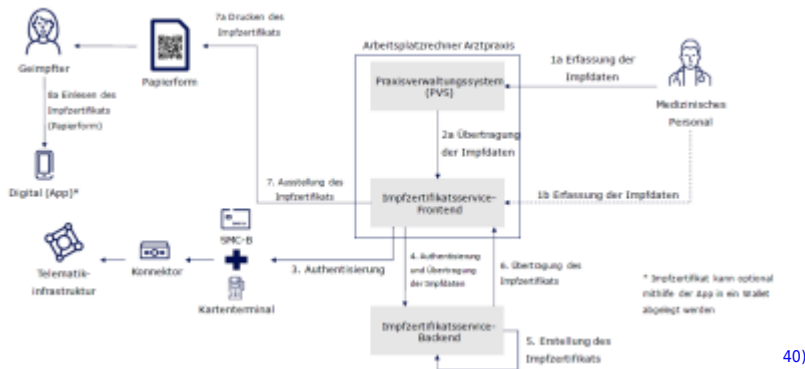 7a Drucken des
Impfzertifikats
Arbeitsplatzrechner Arztpraxis
1a Erfassung der
Impfdaten
Geimpfter
Papierform
Praxisverwaltungssystem
(PVS)
8a Einlesen des
Impfzertifikats
(Papierform)
Medizinisches
Personal
2a Übertragung
der Impfdaten
Digital (App)*
7. Ausstellung des
Impfzertifikats
Impfzertifikatsservice-
Frontend
1b Erfassung der Impfdaten
SMC-B
Telematik-
infrastruktur
Konnektor
3. Authentisierung
4. Authentisierung
und Übertragung
der Impfdaten
6. Übertragung des
Impfzertifikats
Kartenterminal
* Impfzertifikat kann optional
mithilfe der App in ein Wallet
abgelegt werden
Impfzertifikatsservice-
Backend
5. Erstellung des
Impfzertifikats
40)